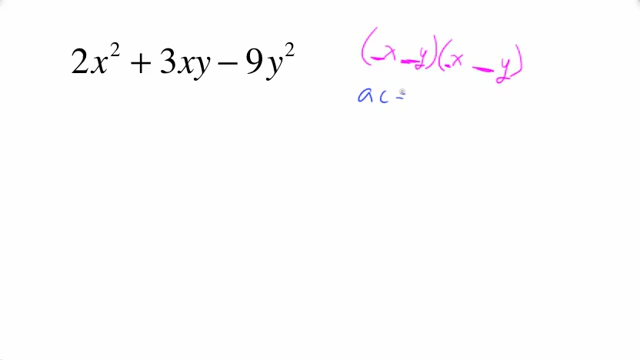 2x² + 3xy − 9y²
(_x _y)(_x _y)
ac=